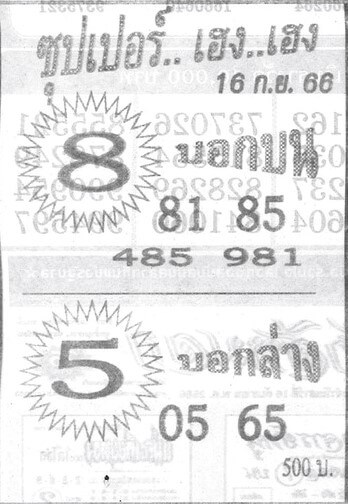 ซุปเปอร์.. เฮง..เฮง
16 ก.ย. 66
8 บอกบน
81 85
485 981
5 บอกล่าง
05 65
500 บ.